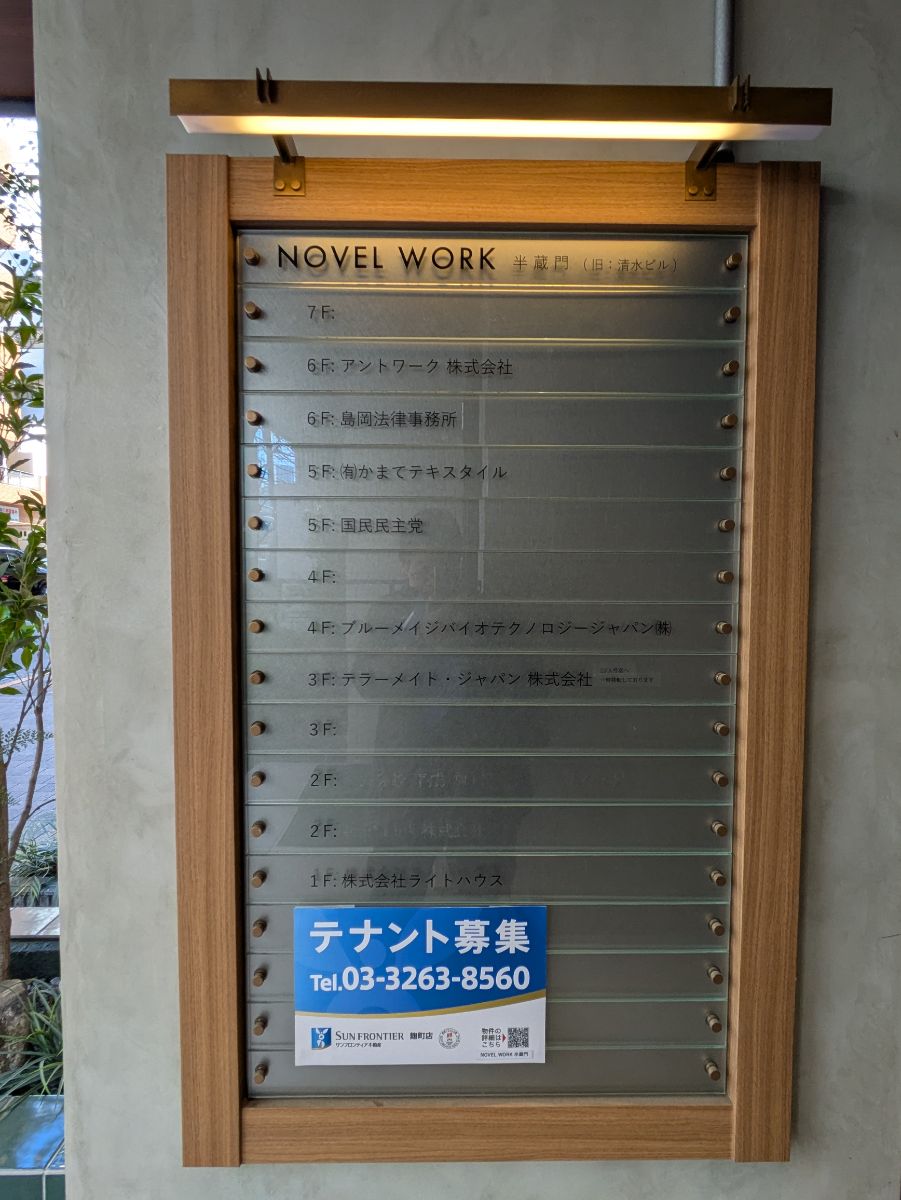 NOVEL WORK 半蔵門 （旧：清水ビル）
7F:
6F: アントワーク 株式会社
6F: 島岡法律事務所
5F: ㈲かまてテキスタイル
5F: 国民民主党
4F:
4F: ブルーメイジバイオテクノロジージャパン㈱
3F: テラーメイト・ジャパン 株式会社
3F:
2F:
2F: 株式会社
1F: 株式会社ライトハウス
テナント募集
Tel.03-3263-8560
SUN FRONTIER 麹町店
サンフロンティア不動産
物件の
詳細は
こちら
NOVEL WORK 半蔵門